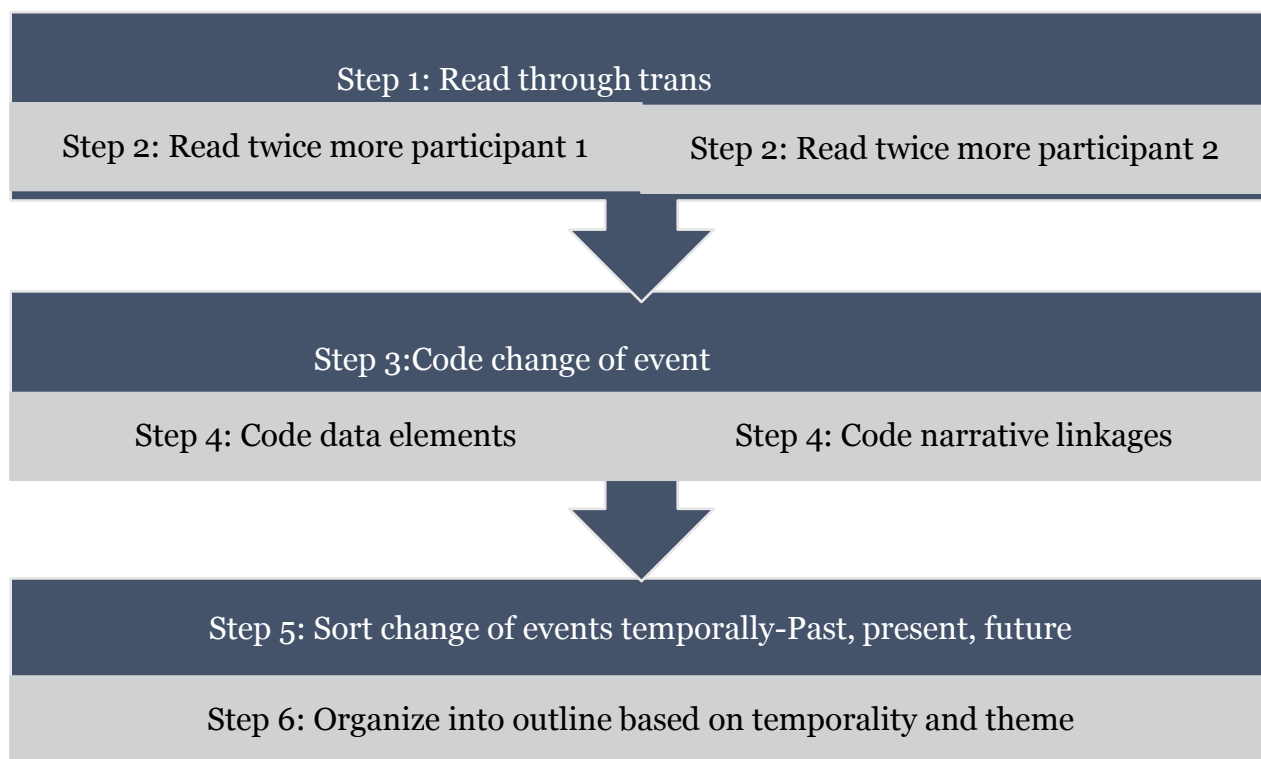 Step 1: Read through trans
Step 2: Read twice more participant 1
Step 2: Read twice more participant 2
Step 3:Code change of event
Step 4: Code data elements
Step 4: Code narrative linkages
Step 5: Sort change of events temporally-Past, present, future
Step 6: Organize into outline based on temporality and theme